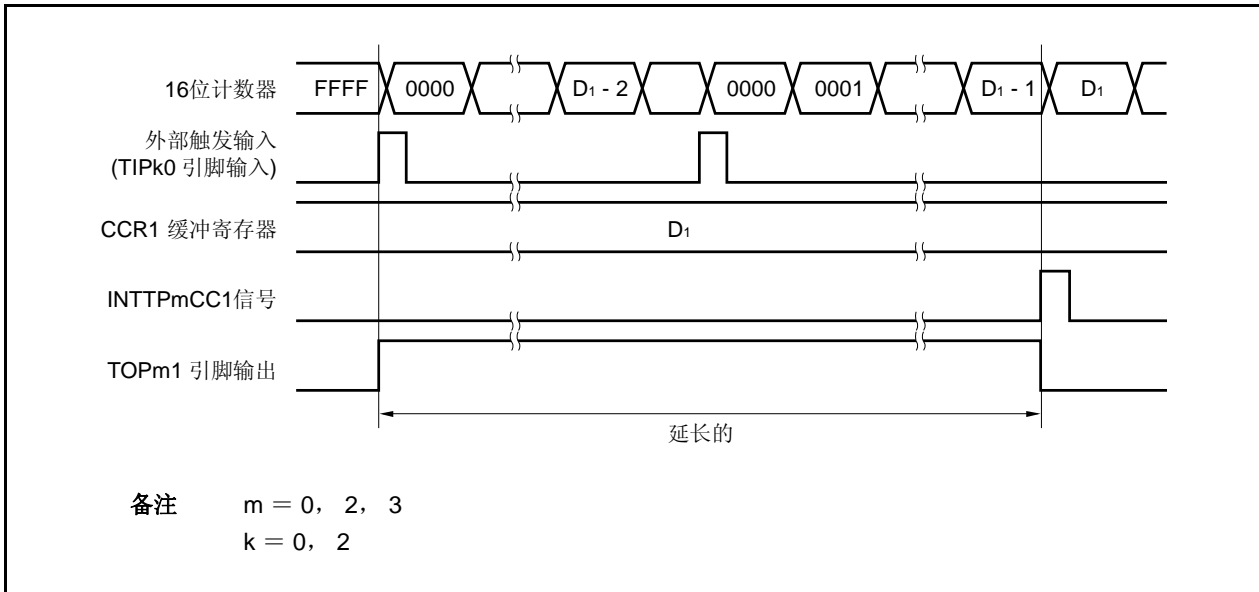 16位计数器 FFFF 0000 D₁ - 2 0000 0001 D₁ - 1 D₁
外部触发输入
(TIPk0 引脚输入)
CCR1 缓冲寄存器 D₁
INTTPmCC1信号
TOPm1 引脚输出
延长的
备注 m = 0， 2， 3
k = 0， 2